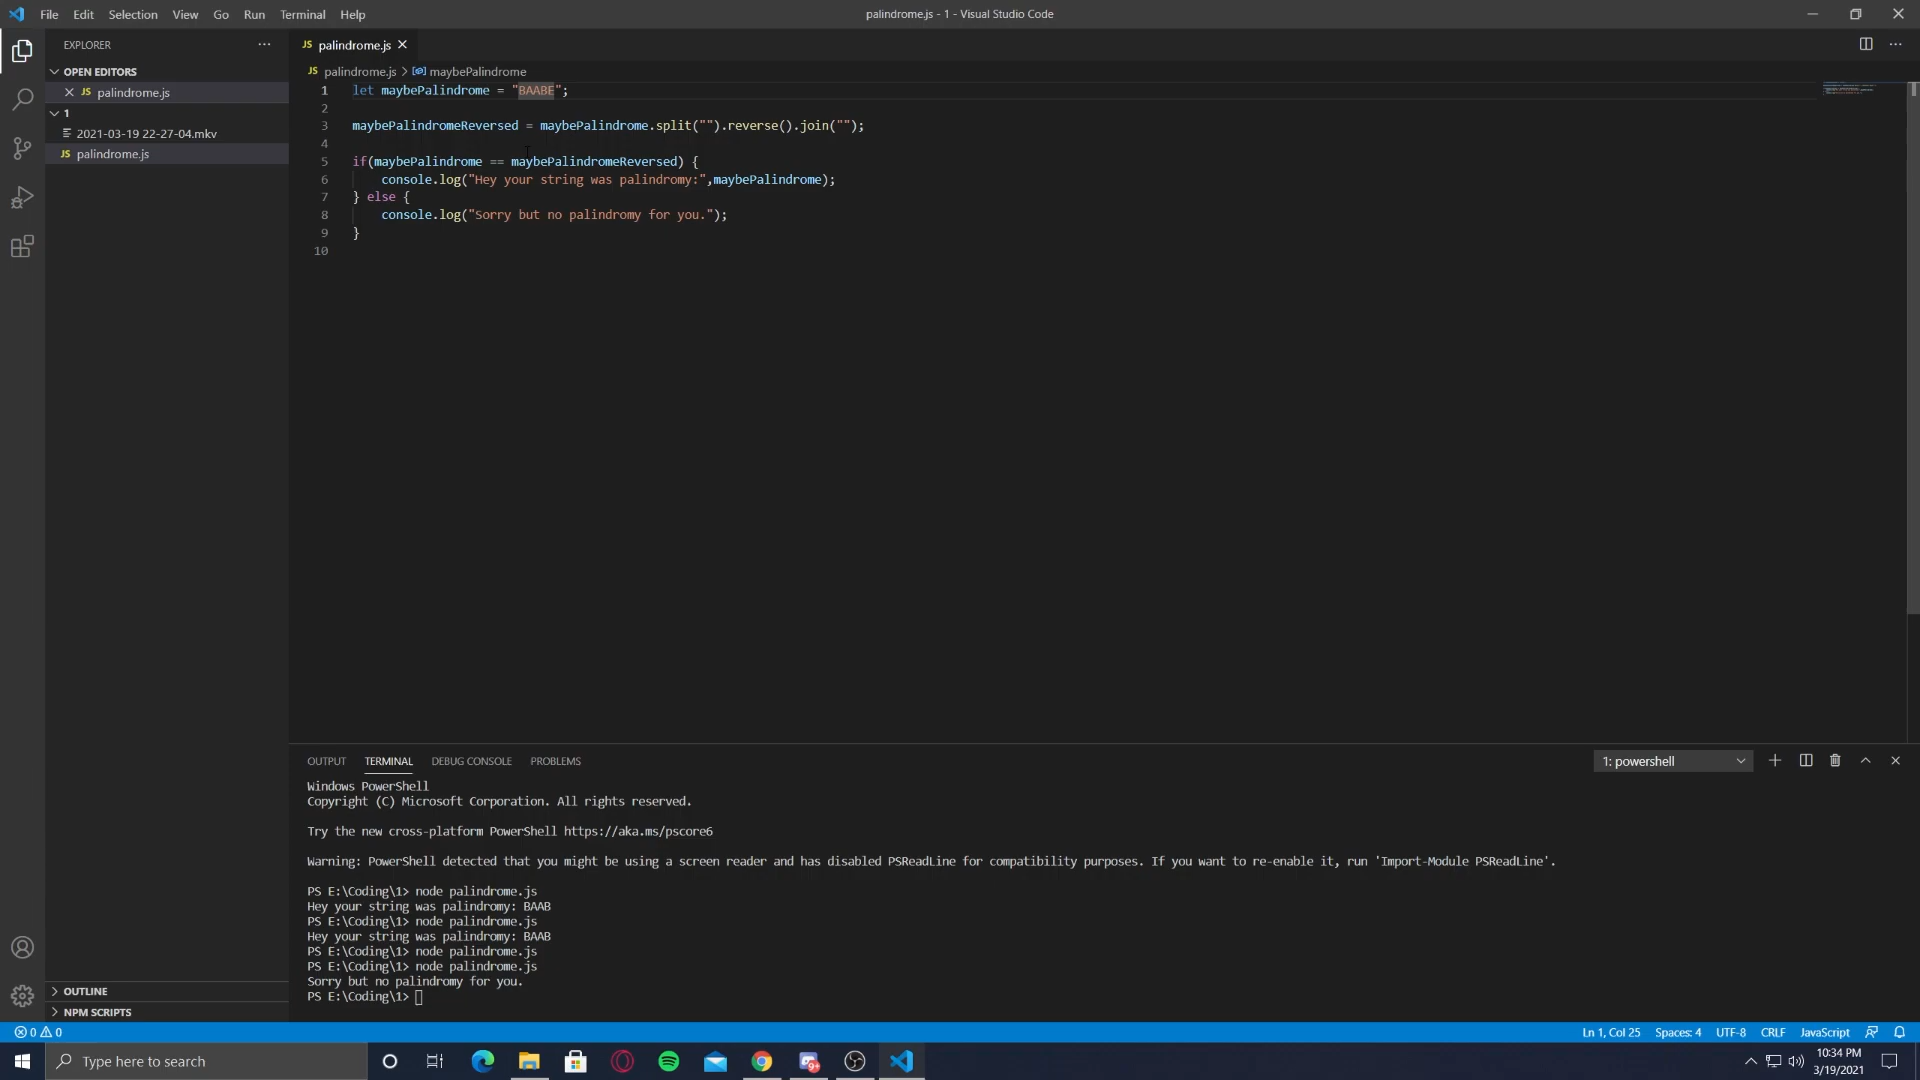 File Edit Selection View Go Run Terminal Help
palindrome.js - 1 - Visual Studio Code
EXPLORER
OPEN EDITORS
JS palindrome.js
1
2021-03-19 22-27-04.mkv
JS palindrome.js
OUTLINE
NPM SCRIPTS
JS palindrome.js
JS palindrome.js > maybePalindrome
1 let maybePalindrome = "BAABE";
2
3 maybePalindromeReversed = maybePalindrome.split("").reverse().join("");
4
5 if(maybePalindrome == maybePalindromeReversed) {
6 console.log("Hey your string was palindromy:",maybePalindrome);
7 } else {
8 console.log("Sorry but no palindromy for you.");
9 }
10
OUTPUT TERMINAL DEBUG CONSOLE PROBLEMS
1: powershell
Windows PowerShell
Copyright (C) Microsoft Corporation. All rights reserved.
Try the new cross-platform PowerShell https://aka.ms/pscore6
Warning: PowerShell detected that you might be using a screen reader and has disabled PSReadLine for compatibility purposes. If you want to re-enable it, run 'Import-Module PSReadLine'.
PS E:\Coding\1> node palindrome.js
Hey your string was palindromy: BAAB
PS E:\Coding\1> node palindrome.js
Hey your string was palindromy: BAAB
PS E:\Coding\1> node palindrome.js
PS E:\Coding\1> node palindrome.js
Sorry but no palindromy for you.
PS E:\Coding\1>
0 0
Ln 1, Col 25 Spaces: 4 UTF-8 CRLF JavaScript
Type here to search
9+
10:34 PM
3/19/2021